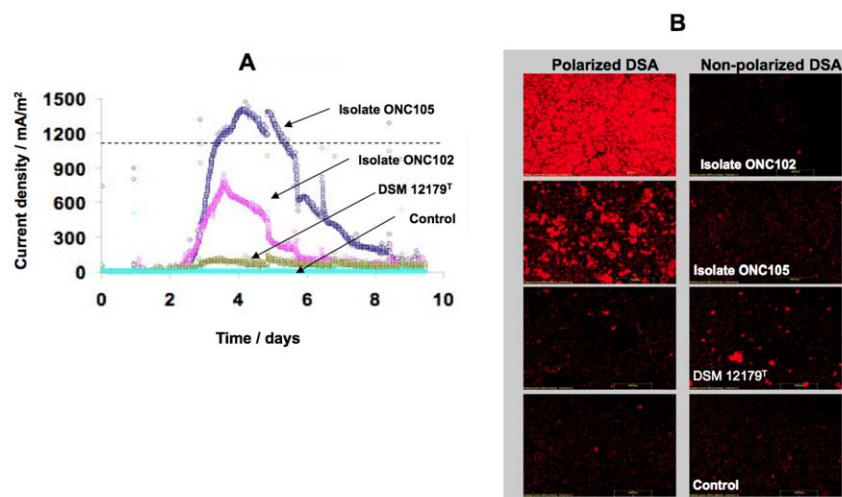 A
Current density / mA/m²
1500
1200
900
600
300
0
0
2
4
6
8
10
Time / days
Isolate ONC105
Isolate ONC102
DSM 12179ᵀ
Control
B
Polarized DSA
Non-polarized DSA
Isolate ONC102
Isolate ONC105
DSM 12179ᵀ
Control